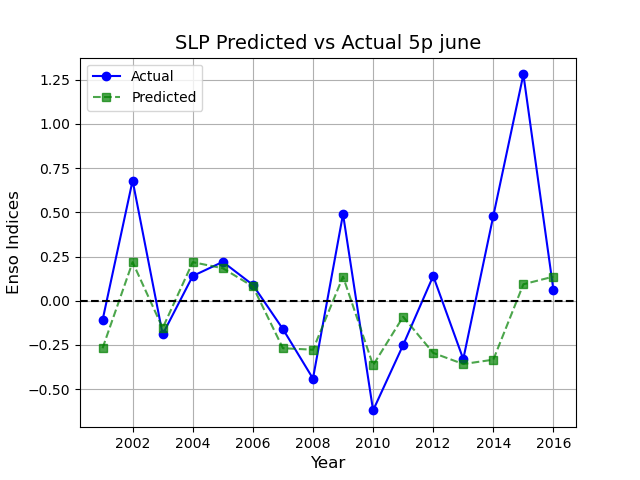 SLP Predicted vs Actual 5p june
Actual
Predicted
1.25
1.00
0.75
0.50
0.25
0.00
−0.25
−0.50
Enso Indices
2002 2004 2006 2008 2010 2012 2014 2016
Year